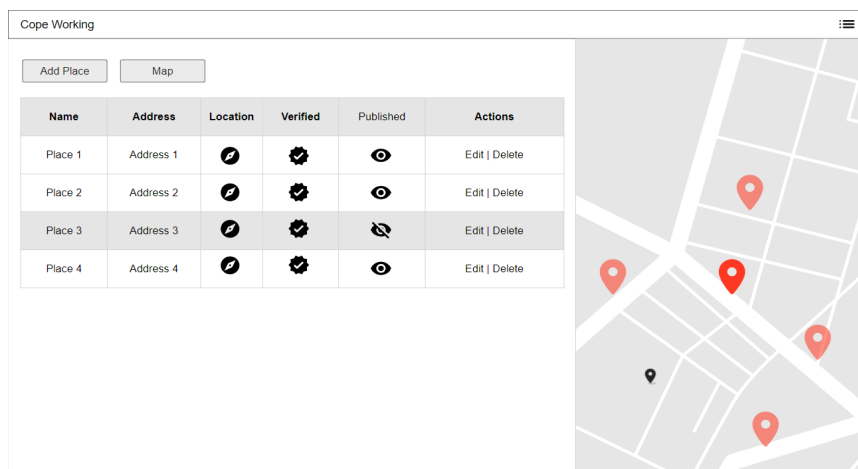 Cope Working
Add Place Map
Name Address Location Verified Published Actions
Place 1 Address 1 Edit | Delete
Place 2 Address 2 Edit | Delete
Place 3 Address 3 Edit | Delete
Place 4 Address 4 Edit | Delete